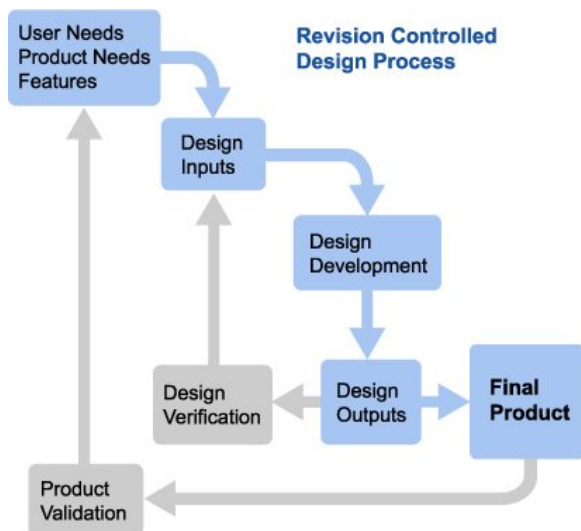 User Needs
Product Needs
Features
Revision Controlled
Design Process
Design
Inputs
Design
Development
Design
Verification
Design
Outputs
Final
Product
Product
Validation